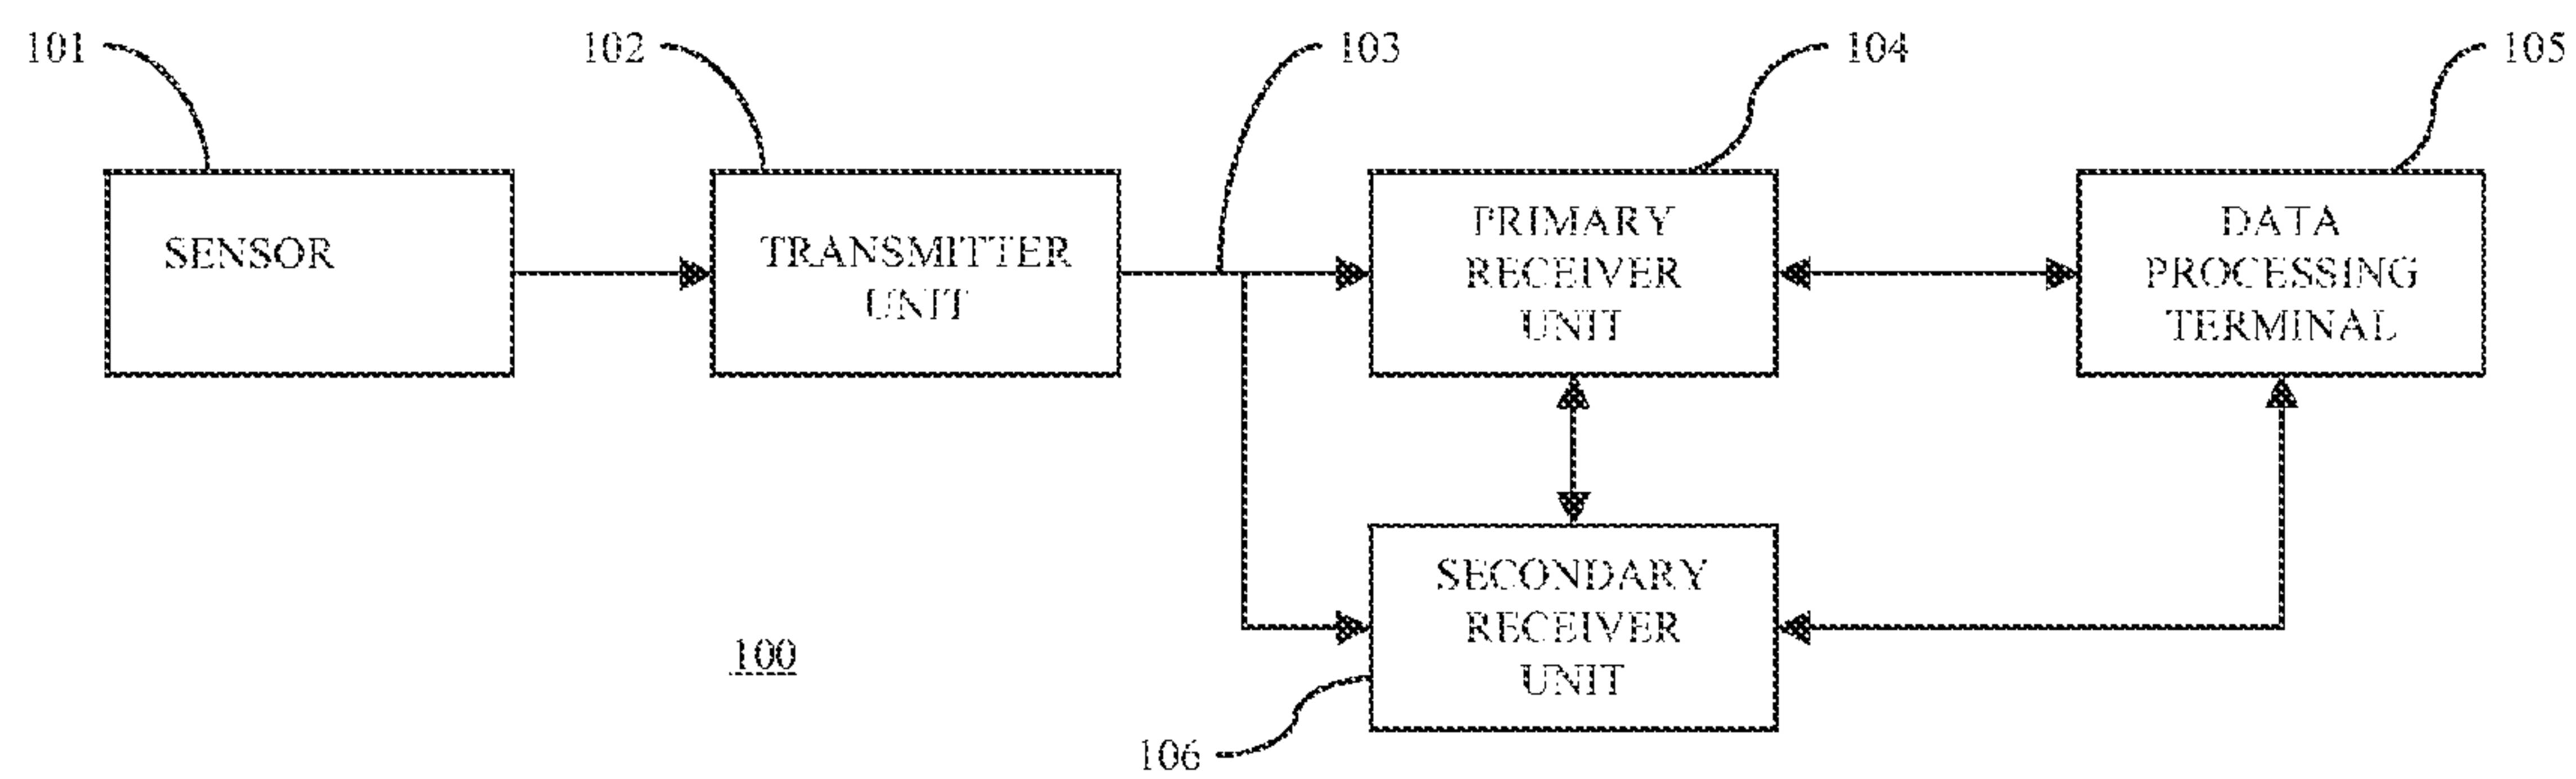 101
102
103
104
105
SENSOR
TRANSMITTER
UNIT
PRIMARY
RECEIVER
UNIT
DATA
PROCESSING
TERMINAL
SECONDARY
RECEIVER
UNIT
100
106